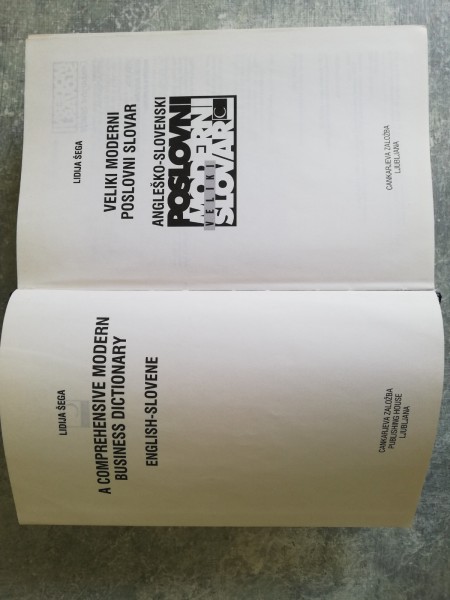 LIDIJA ŠEGA
A COMPREHENSIVE MODERN
BUSINESS DICTIONARY
ENGLISH-SLOVENE
CANKARJEVA ZALOŽBA
PUBLISHING HOUSE
LJUBLJANA
LIDIJA ŠEGA
VELIKI MODERNI
POSLOVNI SLOVAR
ANGLEŠKO-SLOVENSKI
POSLOVNI
MODERNI
VELIKI
SLOVAR
CANKARJEVA ZALOŽBA
LJUBLJANA